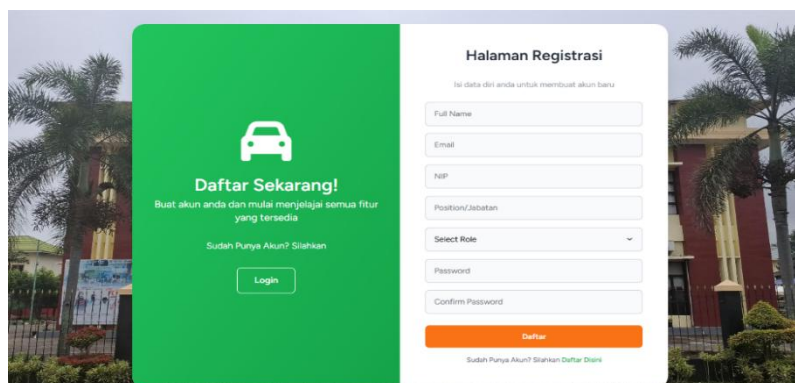 Daftar Sekarang!
Buat akun anda dan mulai menjelajai semua fitur
yang tersedia
Sudah Punya Akun? Silahkan
Login
Halaman Registrasi
Isi data diri anda untuk membuat akun baru
Full Name
Email
NIP
Position/Jabatan
Select Role
Password
Confirm Password
Daftar
Sudah Punya Akun? Silahkan Daftar Disini